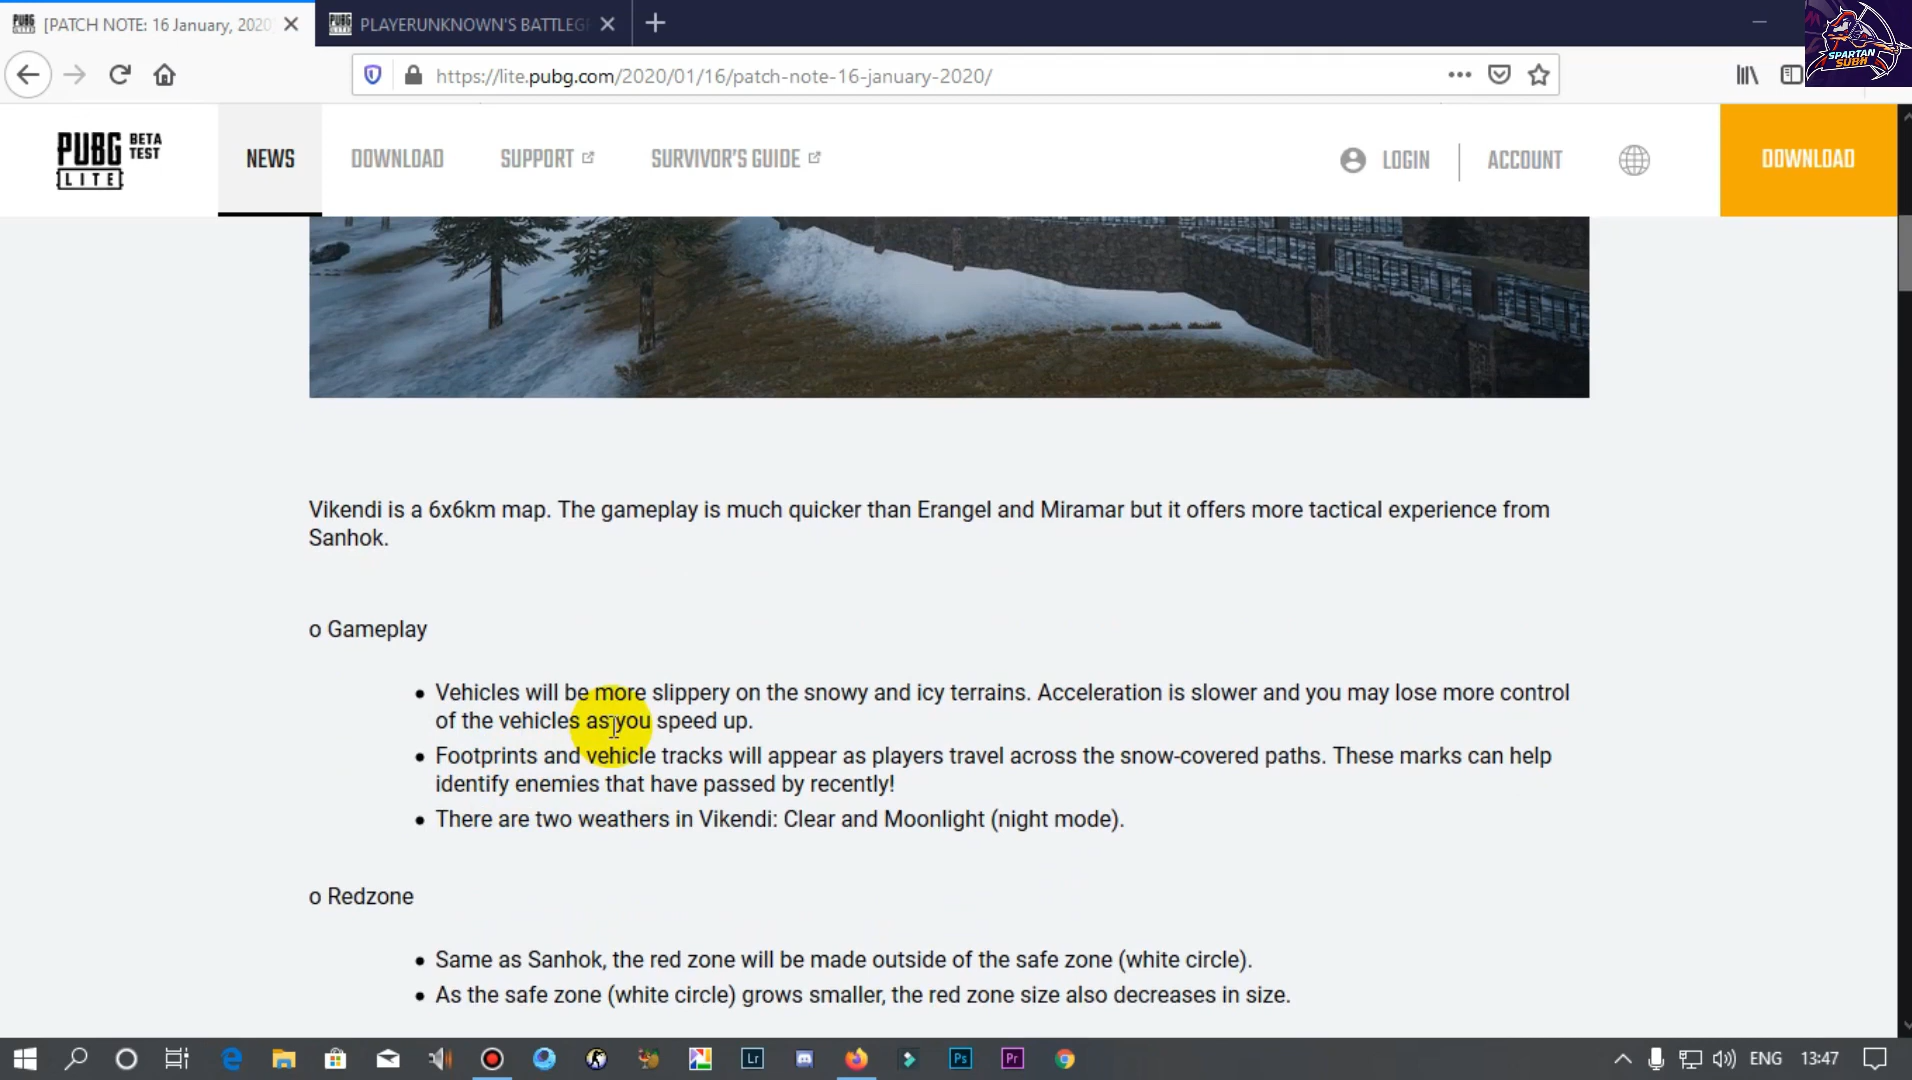 [PATCH NOTE: 16 January, 2020
PLAYERUNKNOWN'S BATTLEG
https://lite.pubg.com/2020/01/16/patch-note-16-january-2020/
SPARTAN
SUBH
PUBG
LITE
BETA
TEST
NEWS
DOWNLOAD
SUPPORT
SURVIVOR'S GUIDE
LOGIN
ACCOUNT
DOWNLOAD
Vikendi is a 6x6km map. The gameplay is much quicker than Erangel and Miramar but it offers more tactical experience from
Sanhok.
o Gameplay
• Vehicles will be more slippery on the snowy and icy terrains. Acceleration is slower and you may lose more control
of the vehicles as you speed up.
• Footprints and vehicle tracks will appear as players travel across the snow-covered paths. These marks can help
identify enemies that have passed by recently!
• There are two weathers in Vikendi: Clear and Moonlight (night mode).
o Redzone
• Same as Sanhok, the red zone will be made outside of the safe zone (white circle).
• As the safe zone (white circle) grows smaller, the red zone size also decreases in size.
Lr
Ps
Pr
ENG
13:47